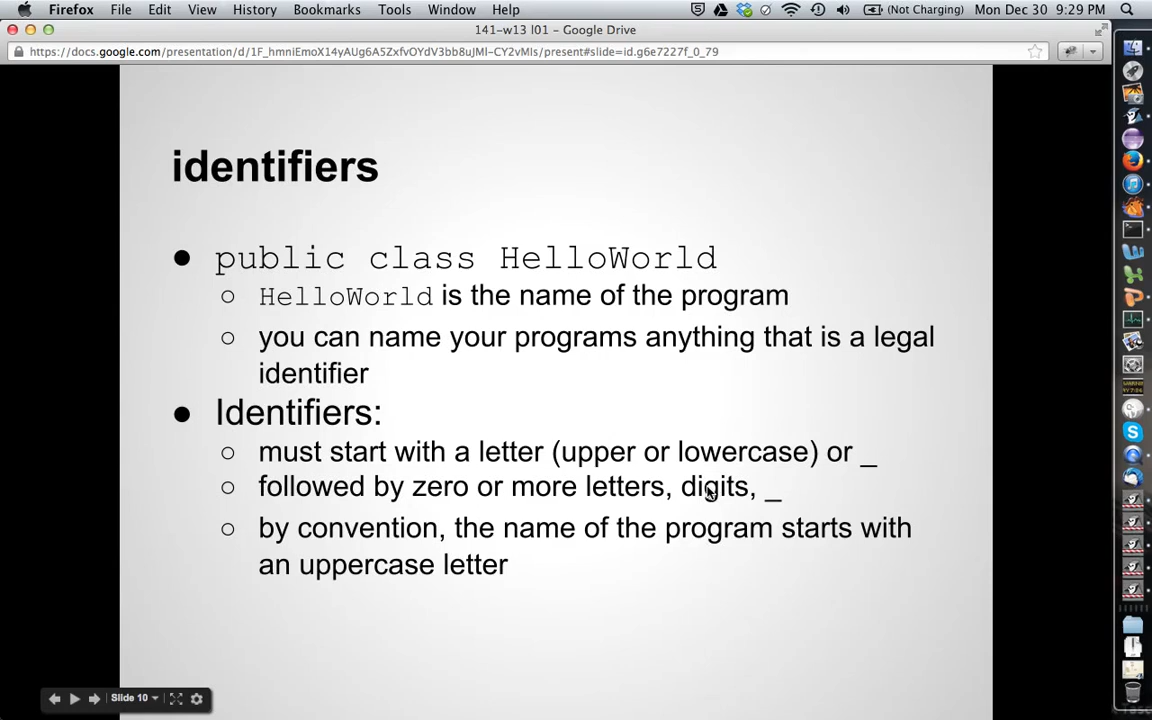 Firefox File Edit View History Bookmarks Tools Window Help (Not Charging) Mon Dec 30 9:29 PM
141-w13 l01 - Google Drive
https://docs.google.com/presentation/d/1F_hmniEmoX14yAUg6A5ZxfvOYdV3bb8uJMl-CY2vMIs/present#slide=id.g6e7227f_0_79
identifiers
● public class HelloWorld
○ HelloWorld is the name of the program
○ you can name your programs anything that is a legal
identifier
● Identifiers:
○ must start with a letter (upper or lowercase) or _
○ followed by zero or more letters, digits, _
○ by convention, the name of the program starts with
an uppercase letter
Slide 10